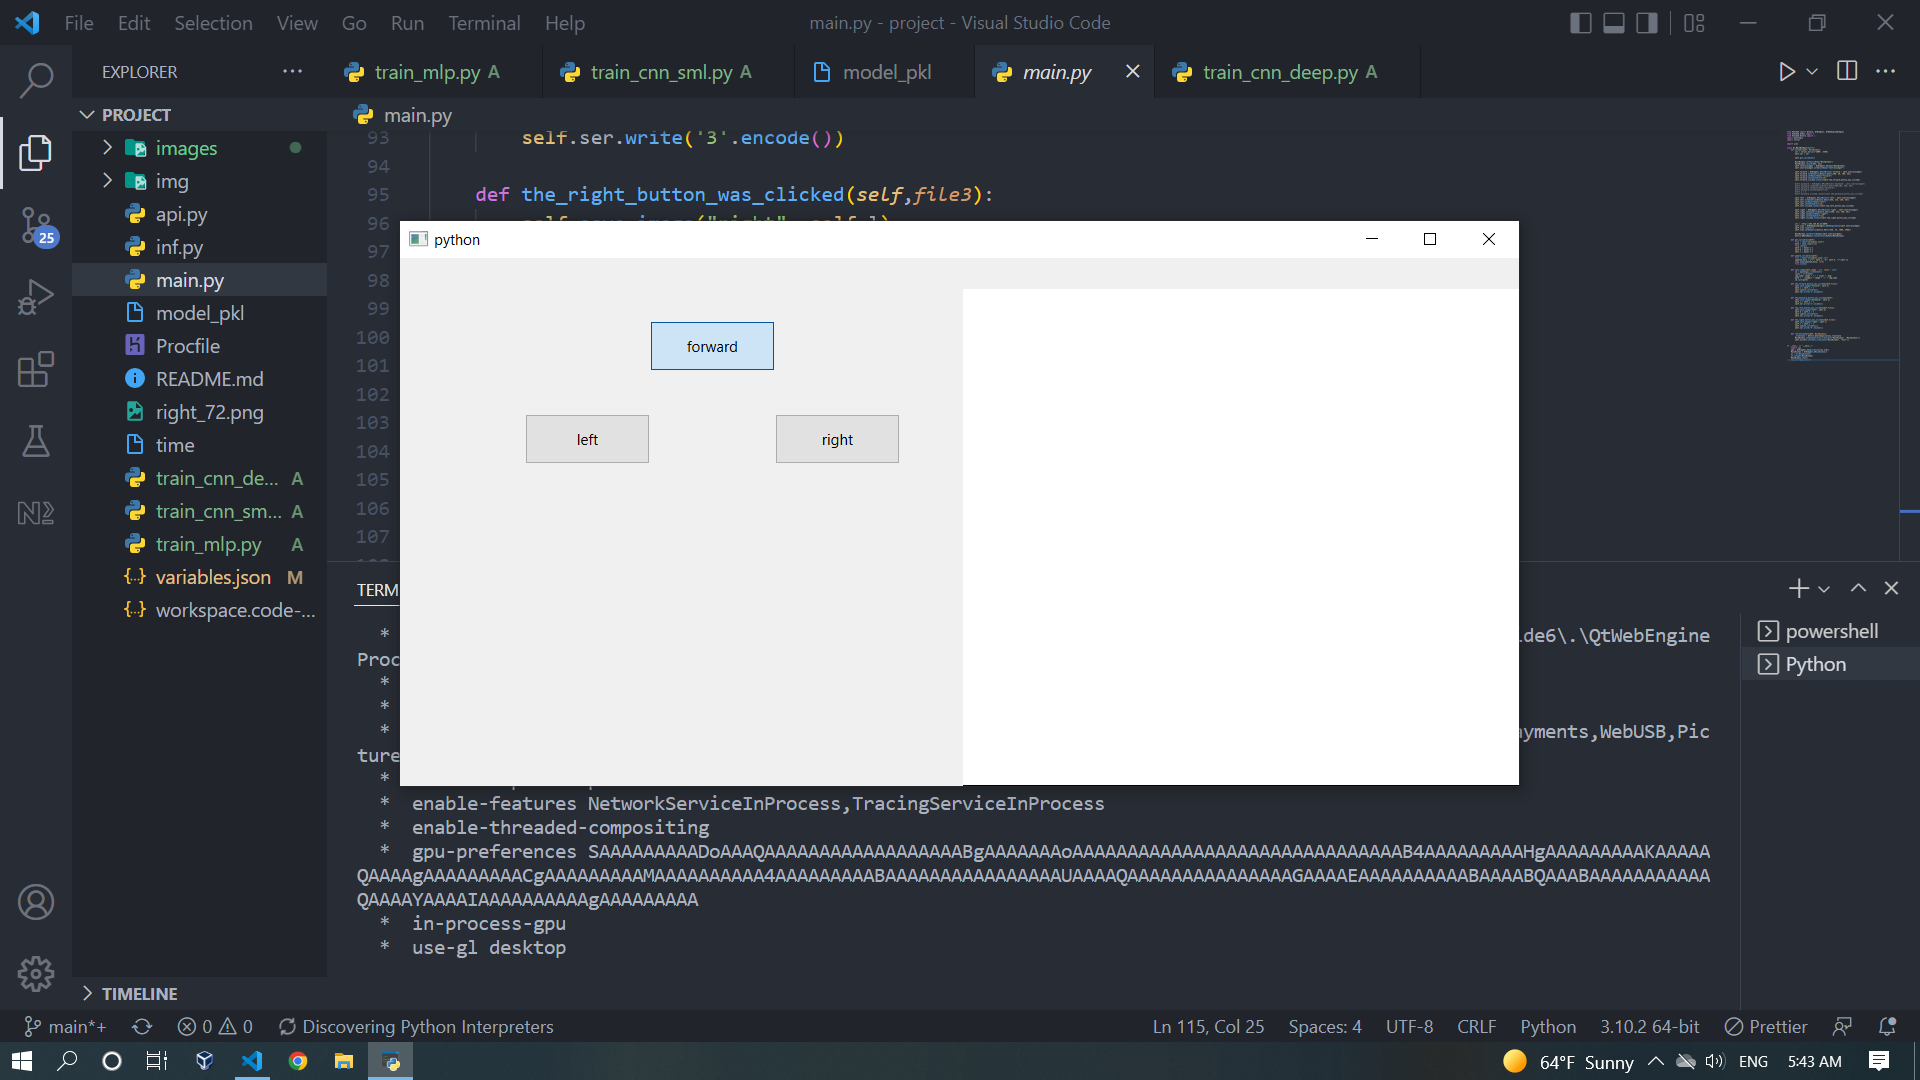 File Edit Selection View Go Run Terminal Help
main.py - project - Visual Studio Code
EXPLORER
train_mlp.py A
train_cnn_sml.py A
model_pkl
main.py
train_cnn_deep.py A
PROJECT
images
img
api.py
inf.py
main.py
model_pkl
Procfile
README.md
right_72.png
time
train_cnn_de... A
train_cnn_sm... A
train_mlp.py A
variables.json M
workspace.code-...
TIMELINE
25
main.py
93 self.ser.write('3'.encode())
94
95 def the_right_button_was_clicked(self,file3):
96
97
98
99
100
101
102
103
104
105
106
107
python
forward
left
right
TERM
* de6\.\QtWebEngine
Proc
*
*
* ayments,WebUSB,Pic
ture
*
* enable-features NetworkServiceInProcess,TracingServiceInProcess
* enable-threaded-compositing
* gpu-preferences
* in-process-gpu
* use-gl desktop
powershell
Python
main*+
0 0
Discovering Python Interpreters
Ln 115, Col 25 Spaces: 4 UTF-8 CRLF Python 3.10.2 64-bit Prettier
64°F Sunny ENG 5:43 AM